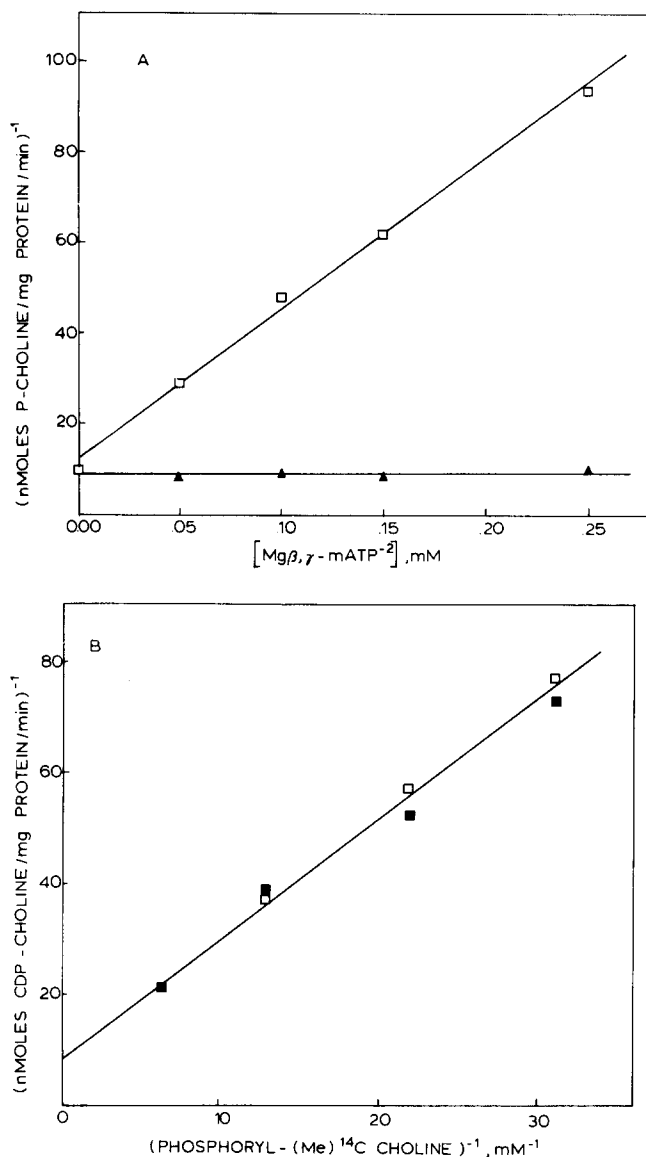 A
100
80
60
40
20
(nMOLES P-CHOLINE/mg PROTEIN/min)⁻¹
0.00 .05 .10 .15 .20 .25
[Mgβ,γ-mATP⁻²] ,mM
B
80
60
40
20
(nMOLES CDP-CHOLINE/mg PROTEIN/min)⁻¹
0 10 20 30
(PHOSPHORYL-(Me)¹⁴C CHOLINE)⁻¹ , mM⁻¹